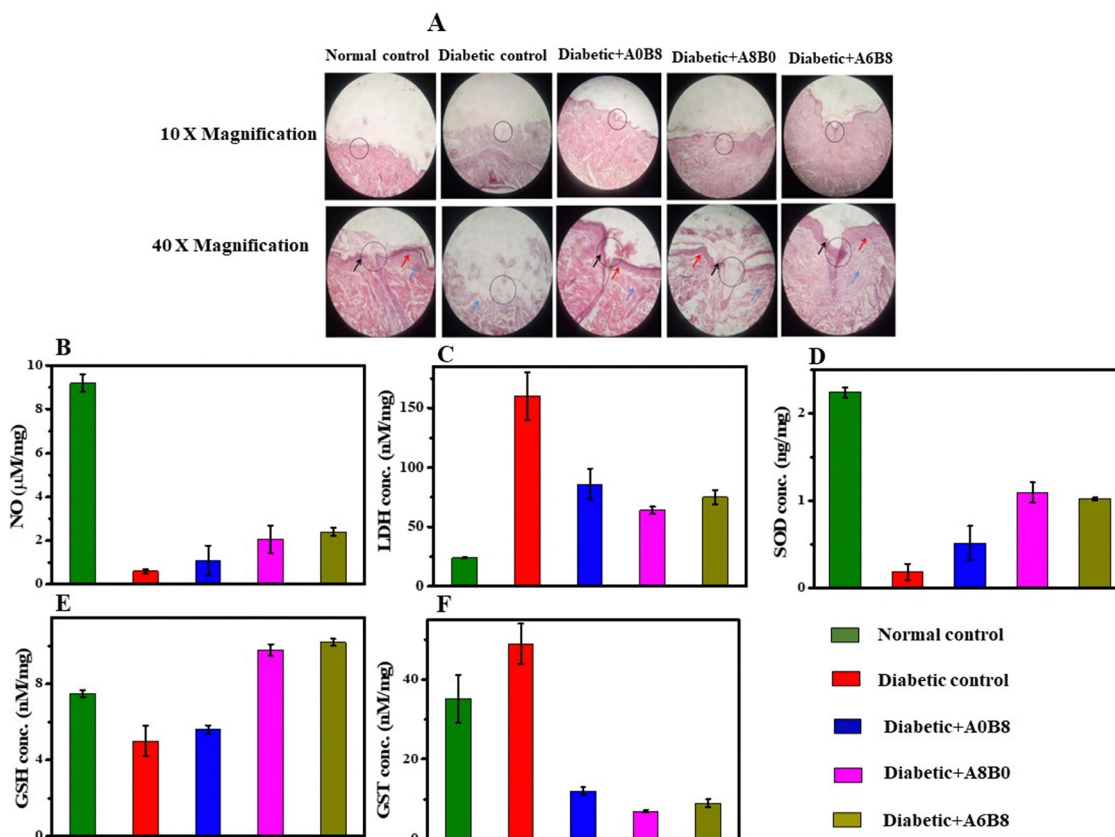 A
Normal control Diabetic control Diabetic+A0B8 Diabetic+A8B0 Diabetic+A6B8
10 X Magnification
40 X Magnification
B
NO (µM/mg)
10
8
6
4
2
0
C
LDH conc. (nM/mg)
150
100
50
0
D
SOD conc. (ng/mg)
2
1
0
E
GSH conc. (nM/mg)
8
4
0
F
GST conc. (nM/mg)
40
20
0
Normal control
Diabetic control
Diabetic+A0B8
Diabetic+A8B0
Diabetic+A6B8